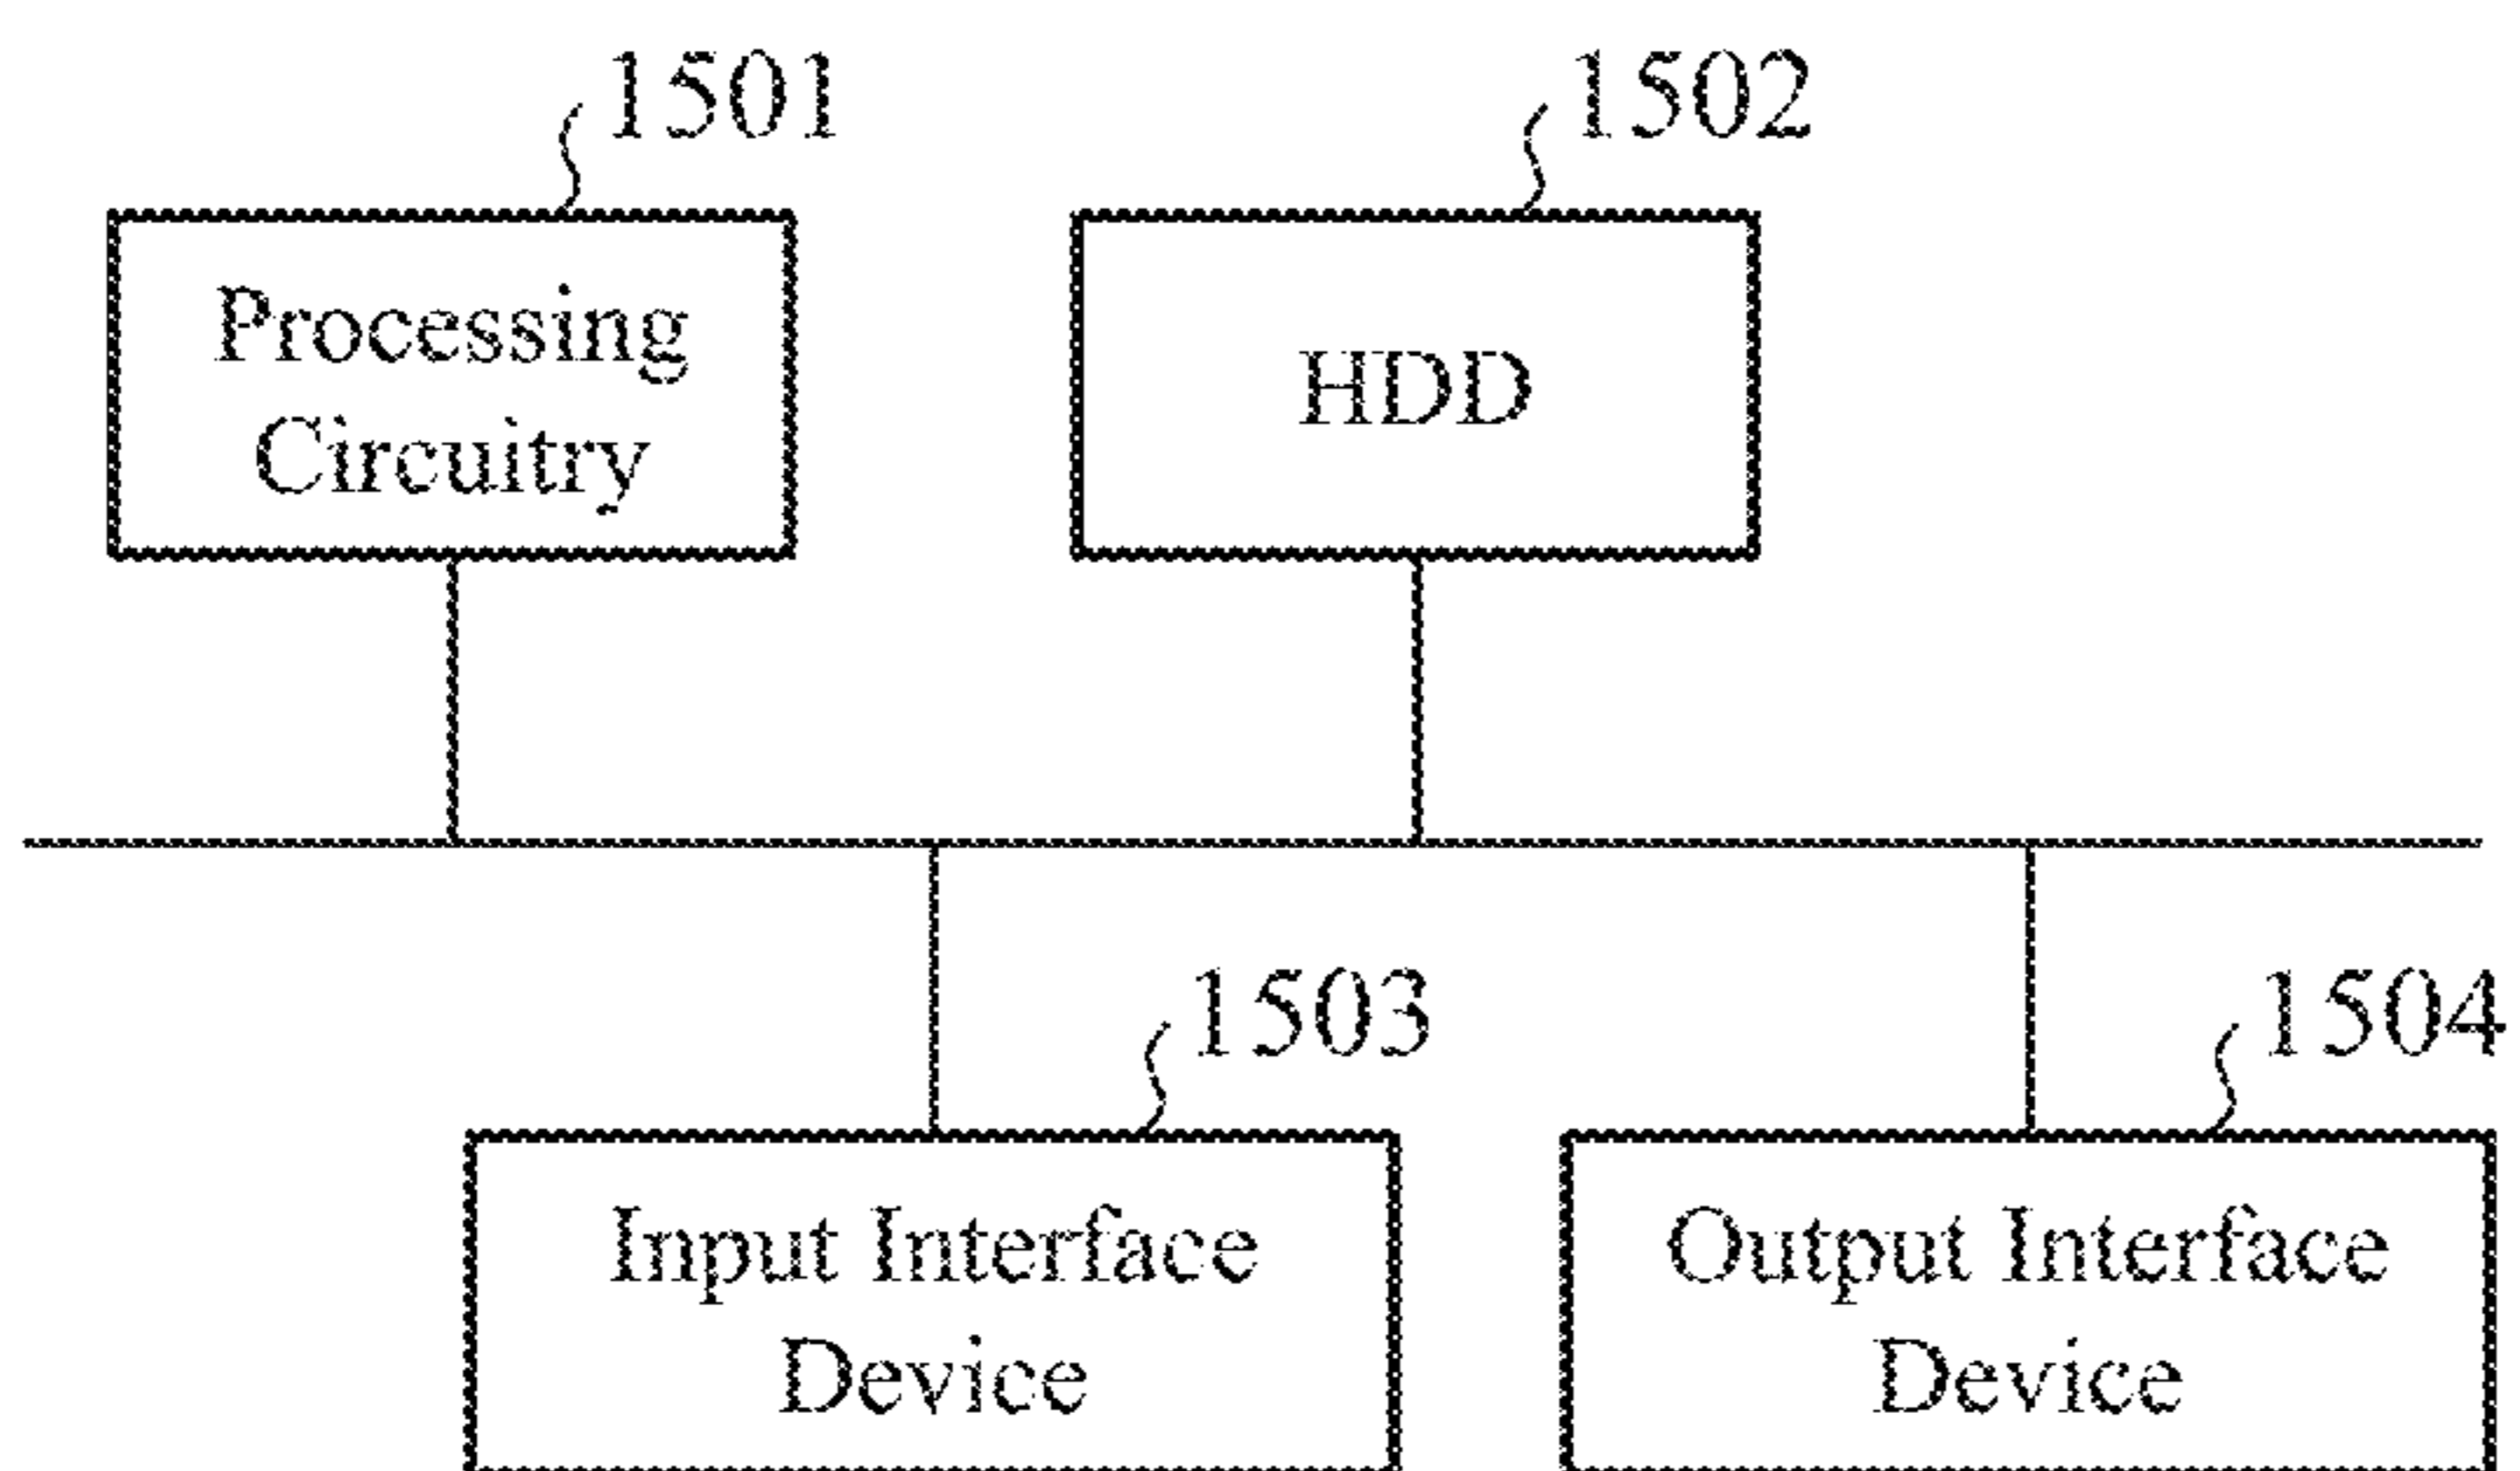 1501
1502
Processing
Circuitry
HDD
1503
1504
Input Interface
Device
Output Interface
Device